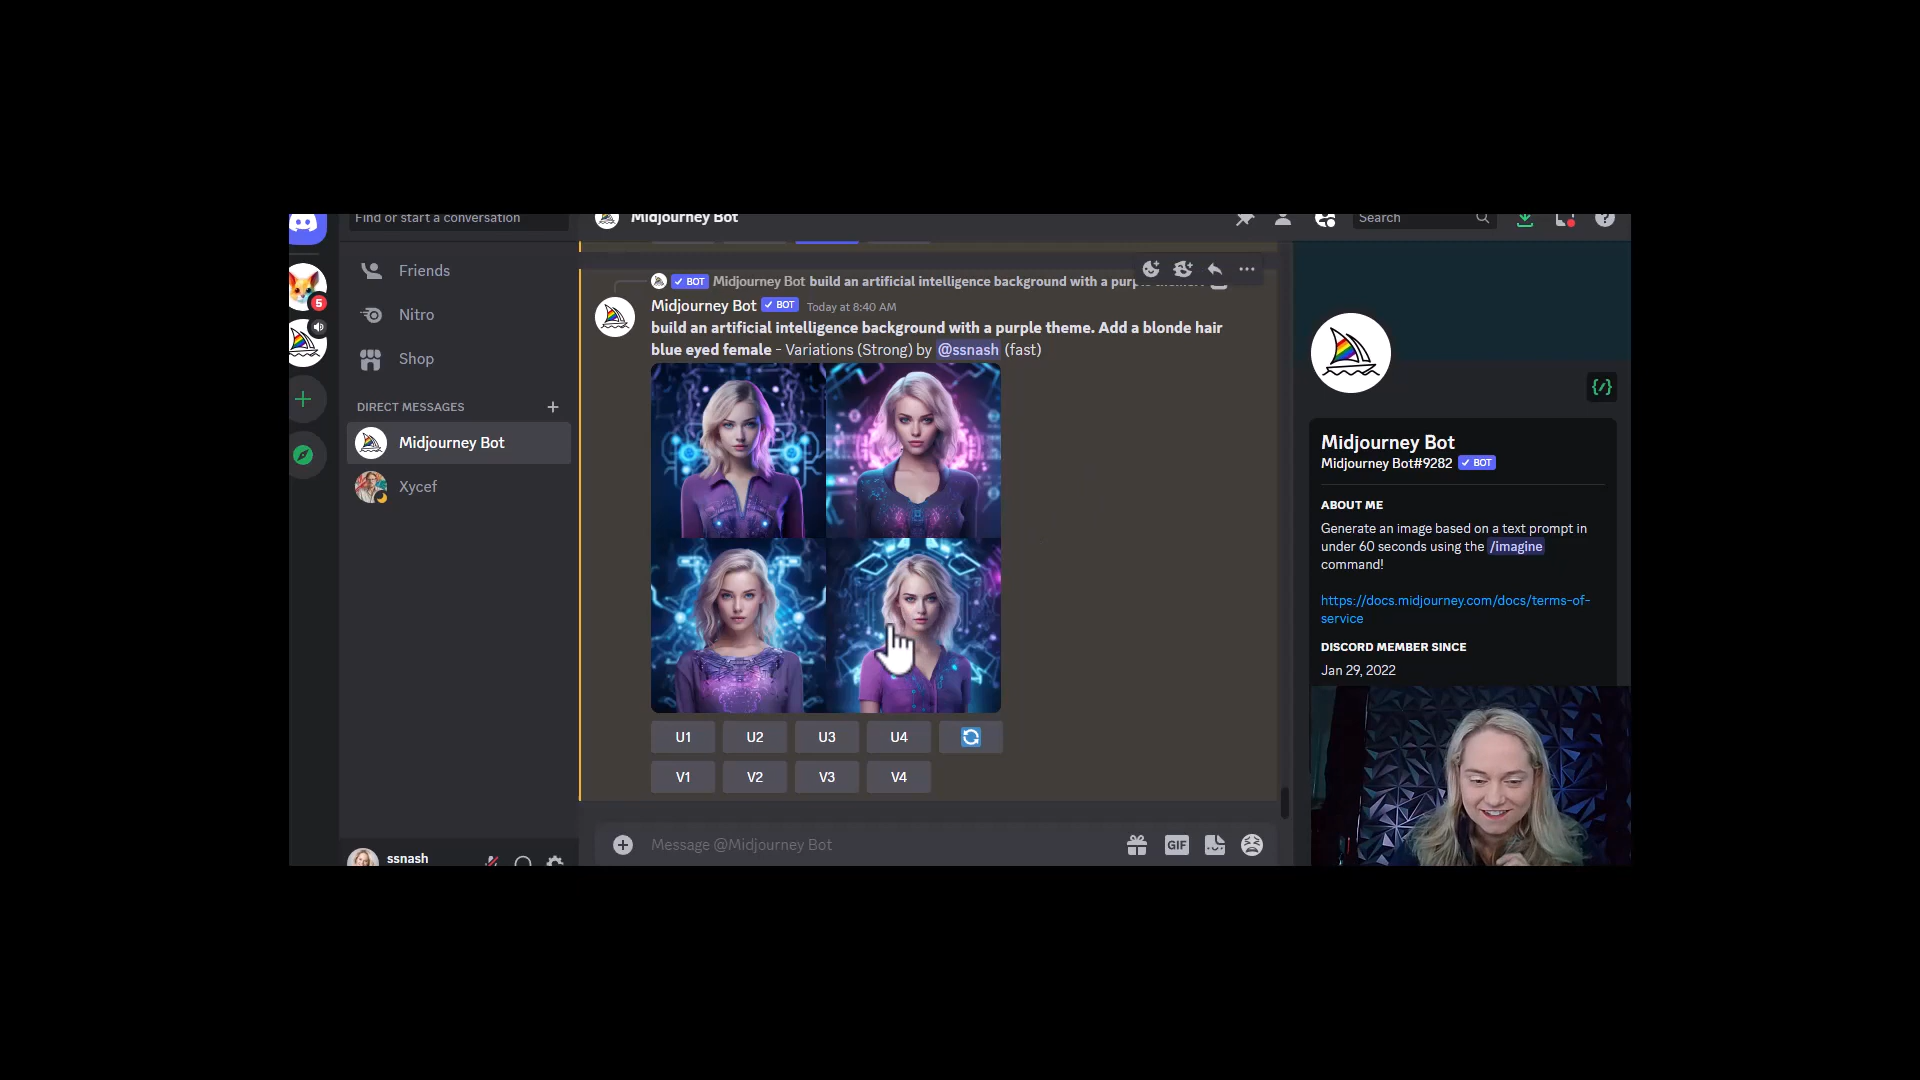 Find or start a conversation
Midjourney Bot
Search
Friends
5
Nitro
Shop
DIRECT MESSAGES
Midjourney Bot
Xycef
BOT Midjourney Bot build an artificial intelligence background with a
Midjourney Bot BOT Today at 8:40 AM
build an artificial intelligence background with a purple theme. Add a blonde hair
blue eyed female - Variations (Strong) by @ssnash (fast)
U1 U2 U3 U4
V1 V2 V3 V4
Message @Midjourney Bot
GIF
ssnash
Midjourney Bot
Midjourney Bot#9282 BOT
ABOUT ME
Generate an image based on a text prompt in
under 60 seconds using the /imagine
command!
https://docs.midjourney.com/docs/terms-of-
service
DISCORD MEMBER SINCE
Jan 29, 2022